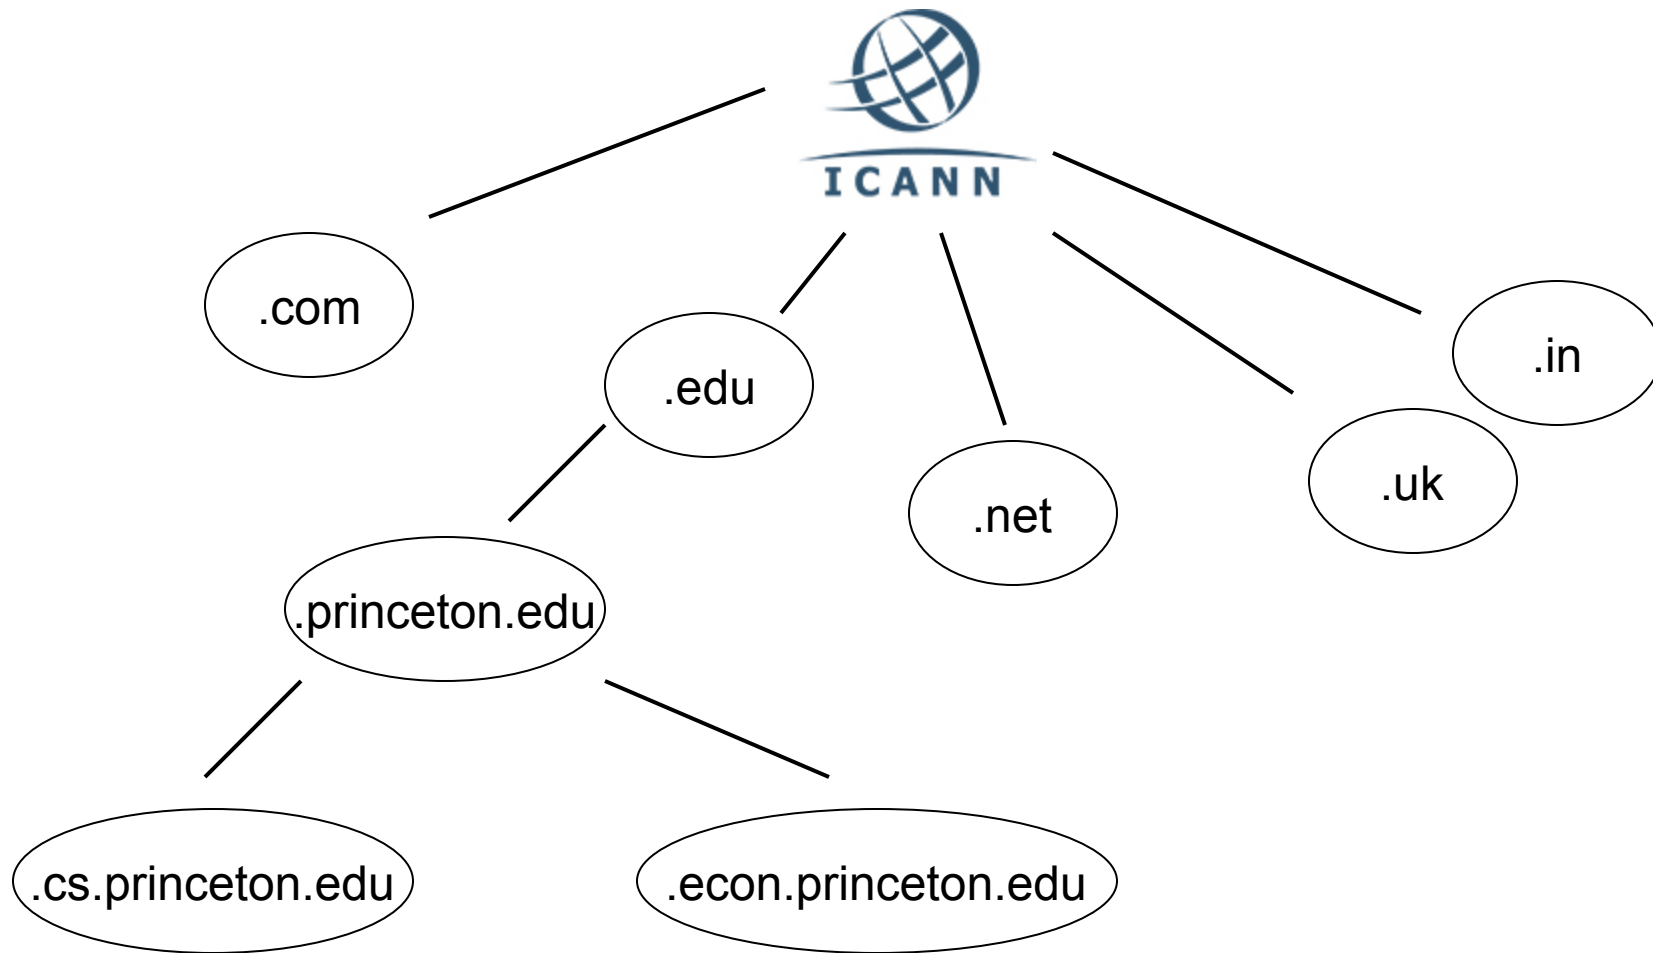 ICANN
.com
.edu
.in
.uk
.net
.princeton.edu
.cs.princeton.edu
.econ.princeton.edu